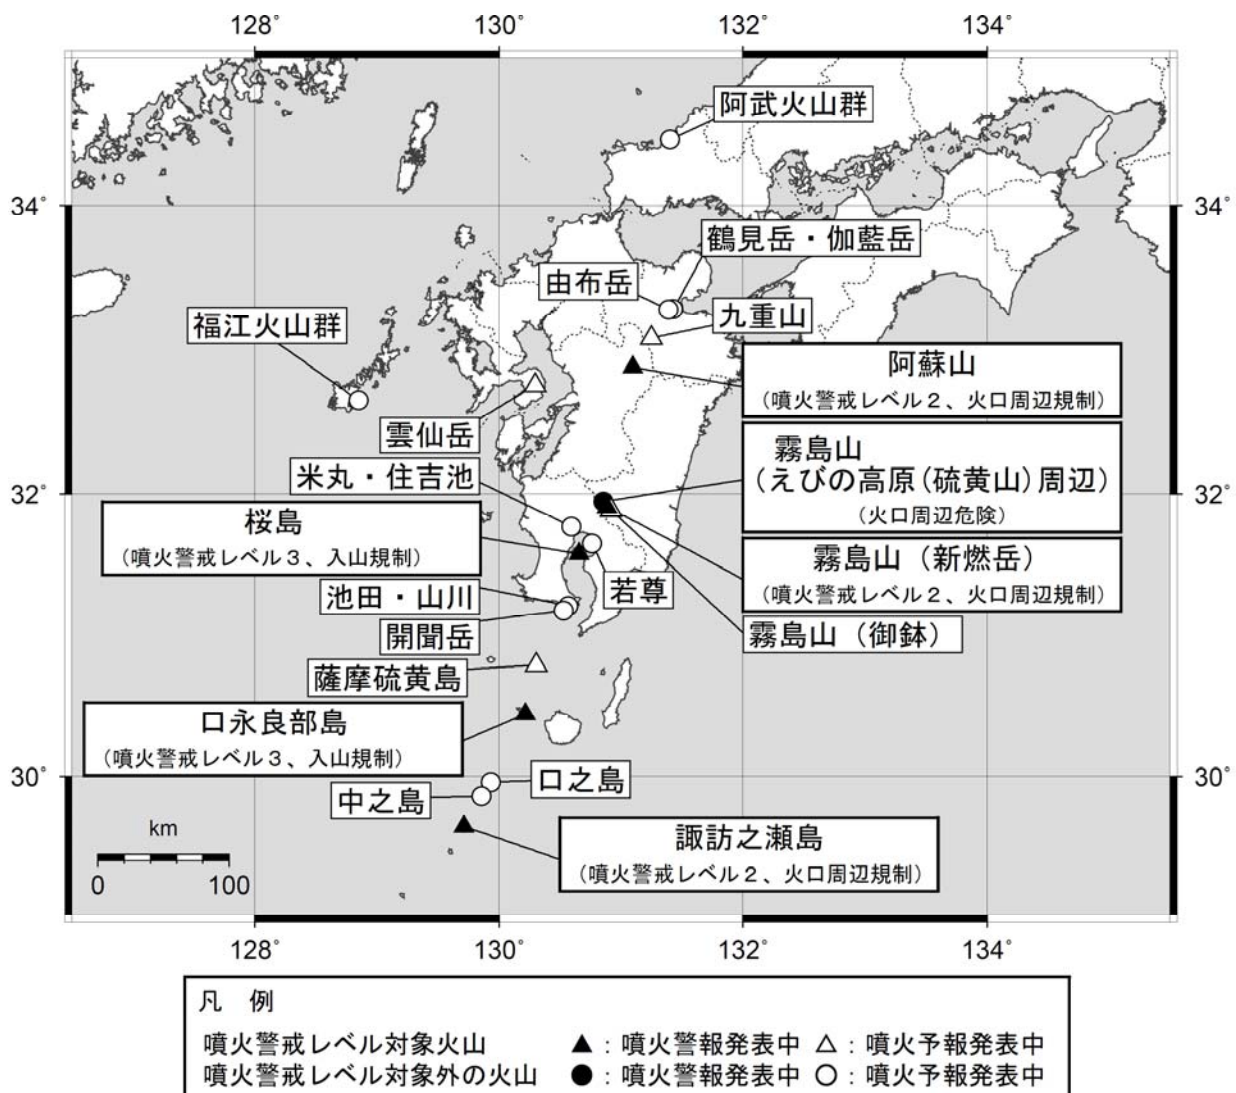 128° 130° 132° 134°
阿武火山群
34° 34°
鶴見岳・伽藍岳
由布岳
九重山
福江火山群
阿蘇山
(噴火警戒レベル２、火口周辺規制)
雲仙岳
霧島山
(えびの高原(硫黄山)周辺)
(火口周辺危険)
米丸・住吉池
32° 32°
桜島
(噴火警戒レベル３、入山規制)
霧島山(新燃岳)
(噴火警戒レベル２、火口周辺規制)
若尊
池田・山川
霧島山(御鉢)
開聞岳
薩摩硫黄島
口永良部島
(噴火警戒レベル３、入山規制)
30° 30°
口之島
中之島
諏訪之瀬島
(噴火警戒レベル２、火口周辺規制)
km
0 100
128° 130° 132° 134°
凡 例
噴火警戒レベル対象火山 ▲：噴火警報発表中 △：噴火予報発表中
噴火警戒レベル対象外の火山 ●：噴火警報発表中 ○：噴火予報発表中